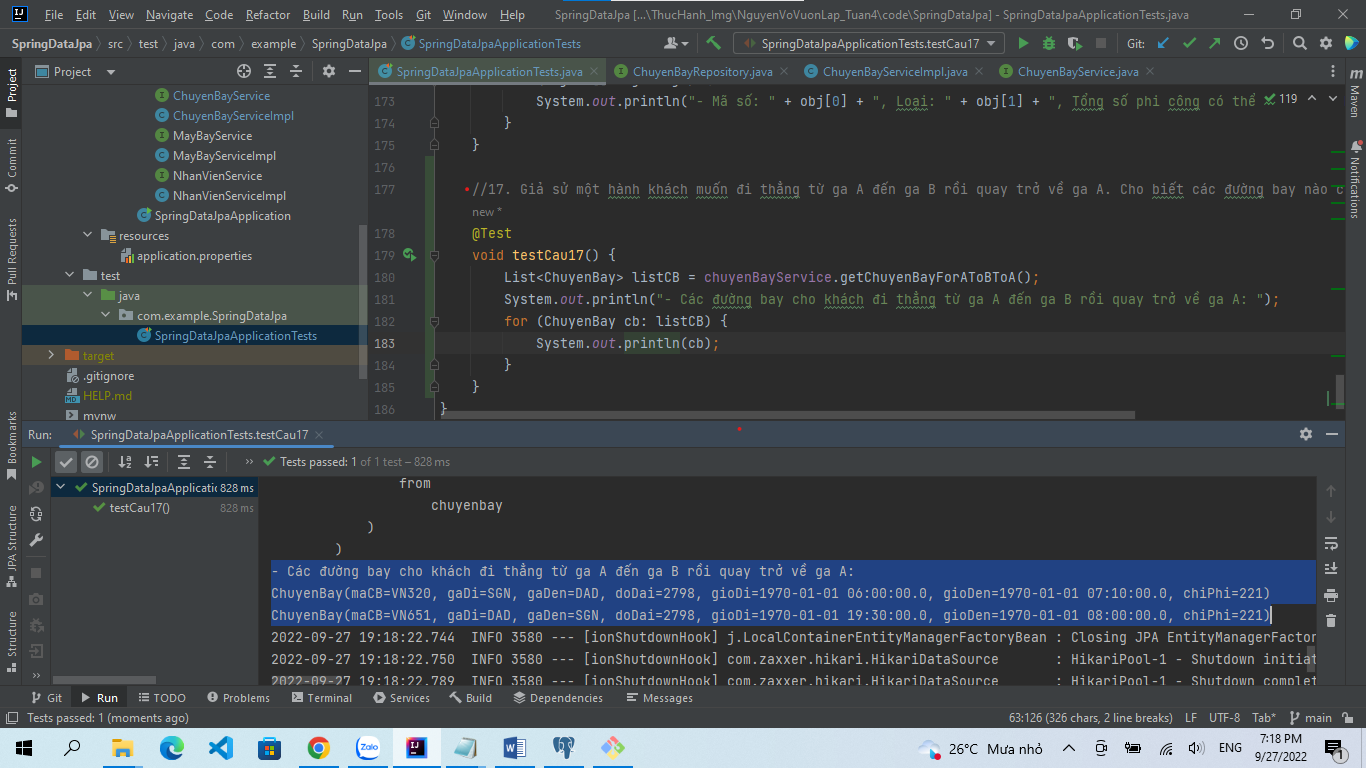 File Edit View Navigate Code Refactor Build Run Tools Git Window Help SpringDataJpa [...\ThucHanh_lmg\NguyenVoVuonLap_Tuan4\code\SpringDataJpa] - SpringDataJpaApplicationTests.java
SpringDataJpa src test java com example SpringDataJpa SpringDataJpaApplicationTests SpringDataJpaApplicationTests.testCau17 Git:
Project
SpringDataJpaApplicationTests.java ChuyenBayRepository.java ChuyenBayServiceImpl.java ChuyenBayService.java
ChuyenBayService
ChuyenBayServiceImpl
MayBayService
MayBayServiceImpl
NhanVienService
NhanVienServiceImpl
SpringDataJpaApplication
resources
application.properties
test
java
com.example.SpringDataJpa
SpringDataJpaApplicationTests
target
.gitignore
HELP.md
mvnw
173 System.out.println("- Mã số: " + obj[0] + ", Loại: " + obj[1] + ", Tổng số phi công có thể 119
174 }
175 }
176
177 //17. Giả sử một hành khách muốn đi thẳng từ ga A đến ga B rồi quay trở về ga A. Cho biết các đường bay nào c
new *
178 @Test
179 void testCau17() {
180 List<ChuyenBay> listCB = chuyenBayService.getChuyenBayForAToBToA();
181 System.out.println("- Các đường bay cho khách đi thẳng từ ga A đến ga B rồi quay trở về ga A: ");
182 for (ChuyenBay cb: listCB) {
183 System.out.println(cb);
184 }
185 }
186 }
Project
Commit
Pull Requests
Bookmarks
JPA Structure
Structure
Maven
Notifications
Run: SpringDataJpaApplicationTests.testCau17
Tests passed: 1 of 1 test – 828 ms
SpringDataJpaApplicatic 828 ms
testCau17() 828 ms
from
chuyenbay
)
)
- Các đường bay cho khách đi thẳng từ ga A đến ga B rồi quay trở về ga A:
ChuyenBay(maCB=VN320, gaDi=SGN, gaDen=DAD, doDai=2798, gioDi=1970-01-01 06:00:00.0, gioDen=1970-01-01 07:10:00.0, chiPhi=221)
ChuyenBay(maCB=VN651, gaDi=DAD, gaDen=SGN, doDai=2798, gioDi=1970-01-01 19:30:00.0, gioDen=1970-01-01 08:00:00.0, chiPhi=221)
2022-09-27 19:18:22.744 INFO 3580 --- [ionShutdownHook] j.LocalContainerEntityManagerFactoryBean : Closing JPA EntityManagerFactor
2022-09-27 19:18:22.750 INFO 3580 --- [ionShutdownHook] com.zaxxer.hikari.HikariDataSource : HikariPool-1 - Shutdown initiat
2022-09-27 19:18:22.789 INFO 3580 --- [ionShutdownHook] com.zaxxer.hikari.HikariDataSource : HikariPool-1 - Shutdown complet
Git Run TODO Problems Terminal Services Build Dependencies Messages
Tests passed: 1 (moments ago) 63:126 (326 chars, 2 line breaks) LF UTF-8 Tab* main
Zalo 26°C Mưa nhỏ ENG 7:18 PM
9/27/2022 1